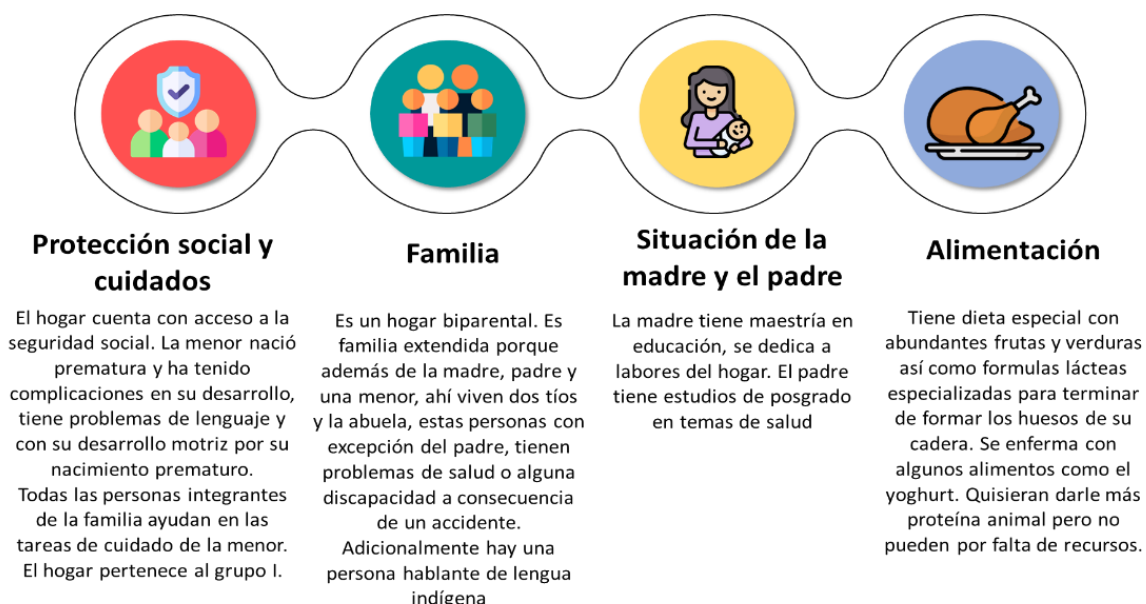 Protección social y
cuidados
El hogar cuenta con acceso a la
seguridad social. La menor nació
prematura y ha tenido
complicaciones en su desarrollo,
tiene problemas de lenguaje y
con su desarrollo motriz por su
nacimiento prematuro.
Todas las personas integrantes
de la familia ayudan en las
tareas de cuidado de la menor.
El hogar pertenece al grupo I.
Familia
Es un hogar biparental. Es
familia extendida porque
además de la madre, padre y
una menor, ahí viven dos tíos
y la abuela, estas personas con
excepción del padre, tienen
problemas de salud o alguna
discapacidad a consecuencia
de un accidente.
Adicionalmente hay una
persona hablante de lengua
indígena
Situación de la
madre y el padre
La madre tiene maestría en
educación, se dedica a
labores del hogar. El padre
tiene estudios de posgrado
en temas de salud
Alimentación
Tiene dieta especial con
abundantes frutas y verduras
así como formulas lácteas
especializadas para terminar
de formar los huesos de su
cadera. Se enferma con
algunos alimentos como el
yoghurt. Quisieran darle más
proteína animal pero no
pueden por falta de recursos.